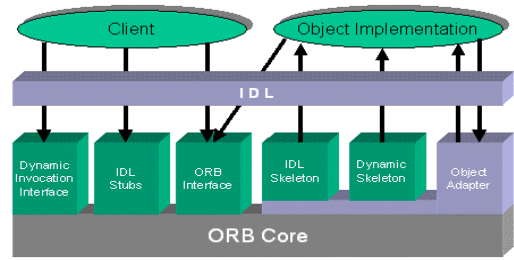 Client
Object Implementation
I D L
Dynamic
Invocation
Interface
IDL
Stubs
ORB
Interface
IDL
Skeleton
Dynamic
Skeleton
Object
Adapter
ORB Core